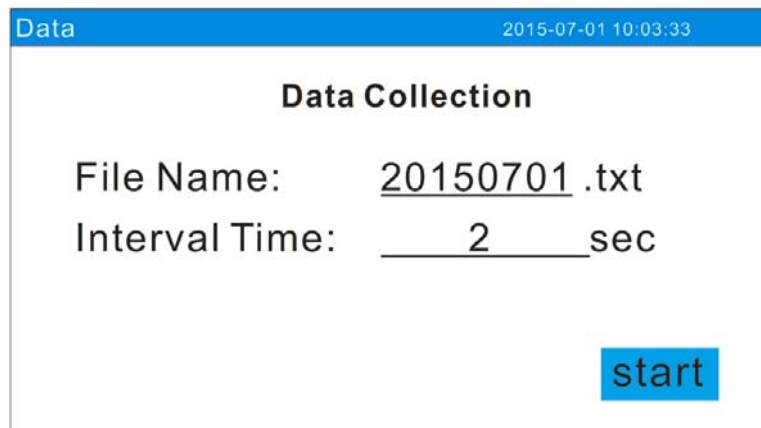 Data 2015-07-01 10:03:33
Data Collection
File Name: 20150701 .txt
Interval Time: 2 sec
start